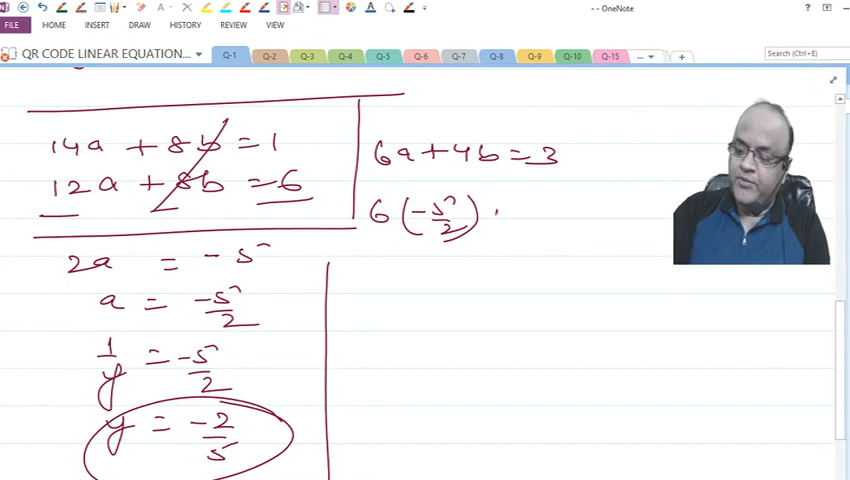 - - OneNote
FILE HOME INSERT DRAW HISTORY REVIEW VIEW
QR CODE LINEAR EQUATION... Q-1 Q-2 Q-3 Q-4 Q-5 Q-6 Q-7 Q-8 Q-9 Q-10 Q-15 ...
Search (Ctrl+E)
14a + 8b = 1
12a + 8b = 6
2a = -5
a = -5/2
1/y = -5/2
y = -2/5
6a + 4b = 3
6(-5/2)